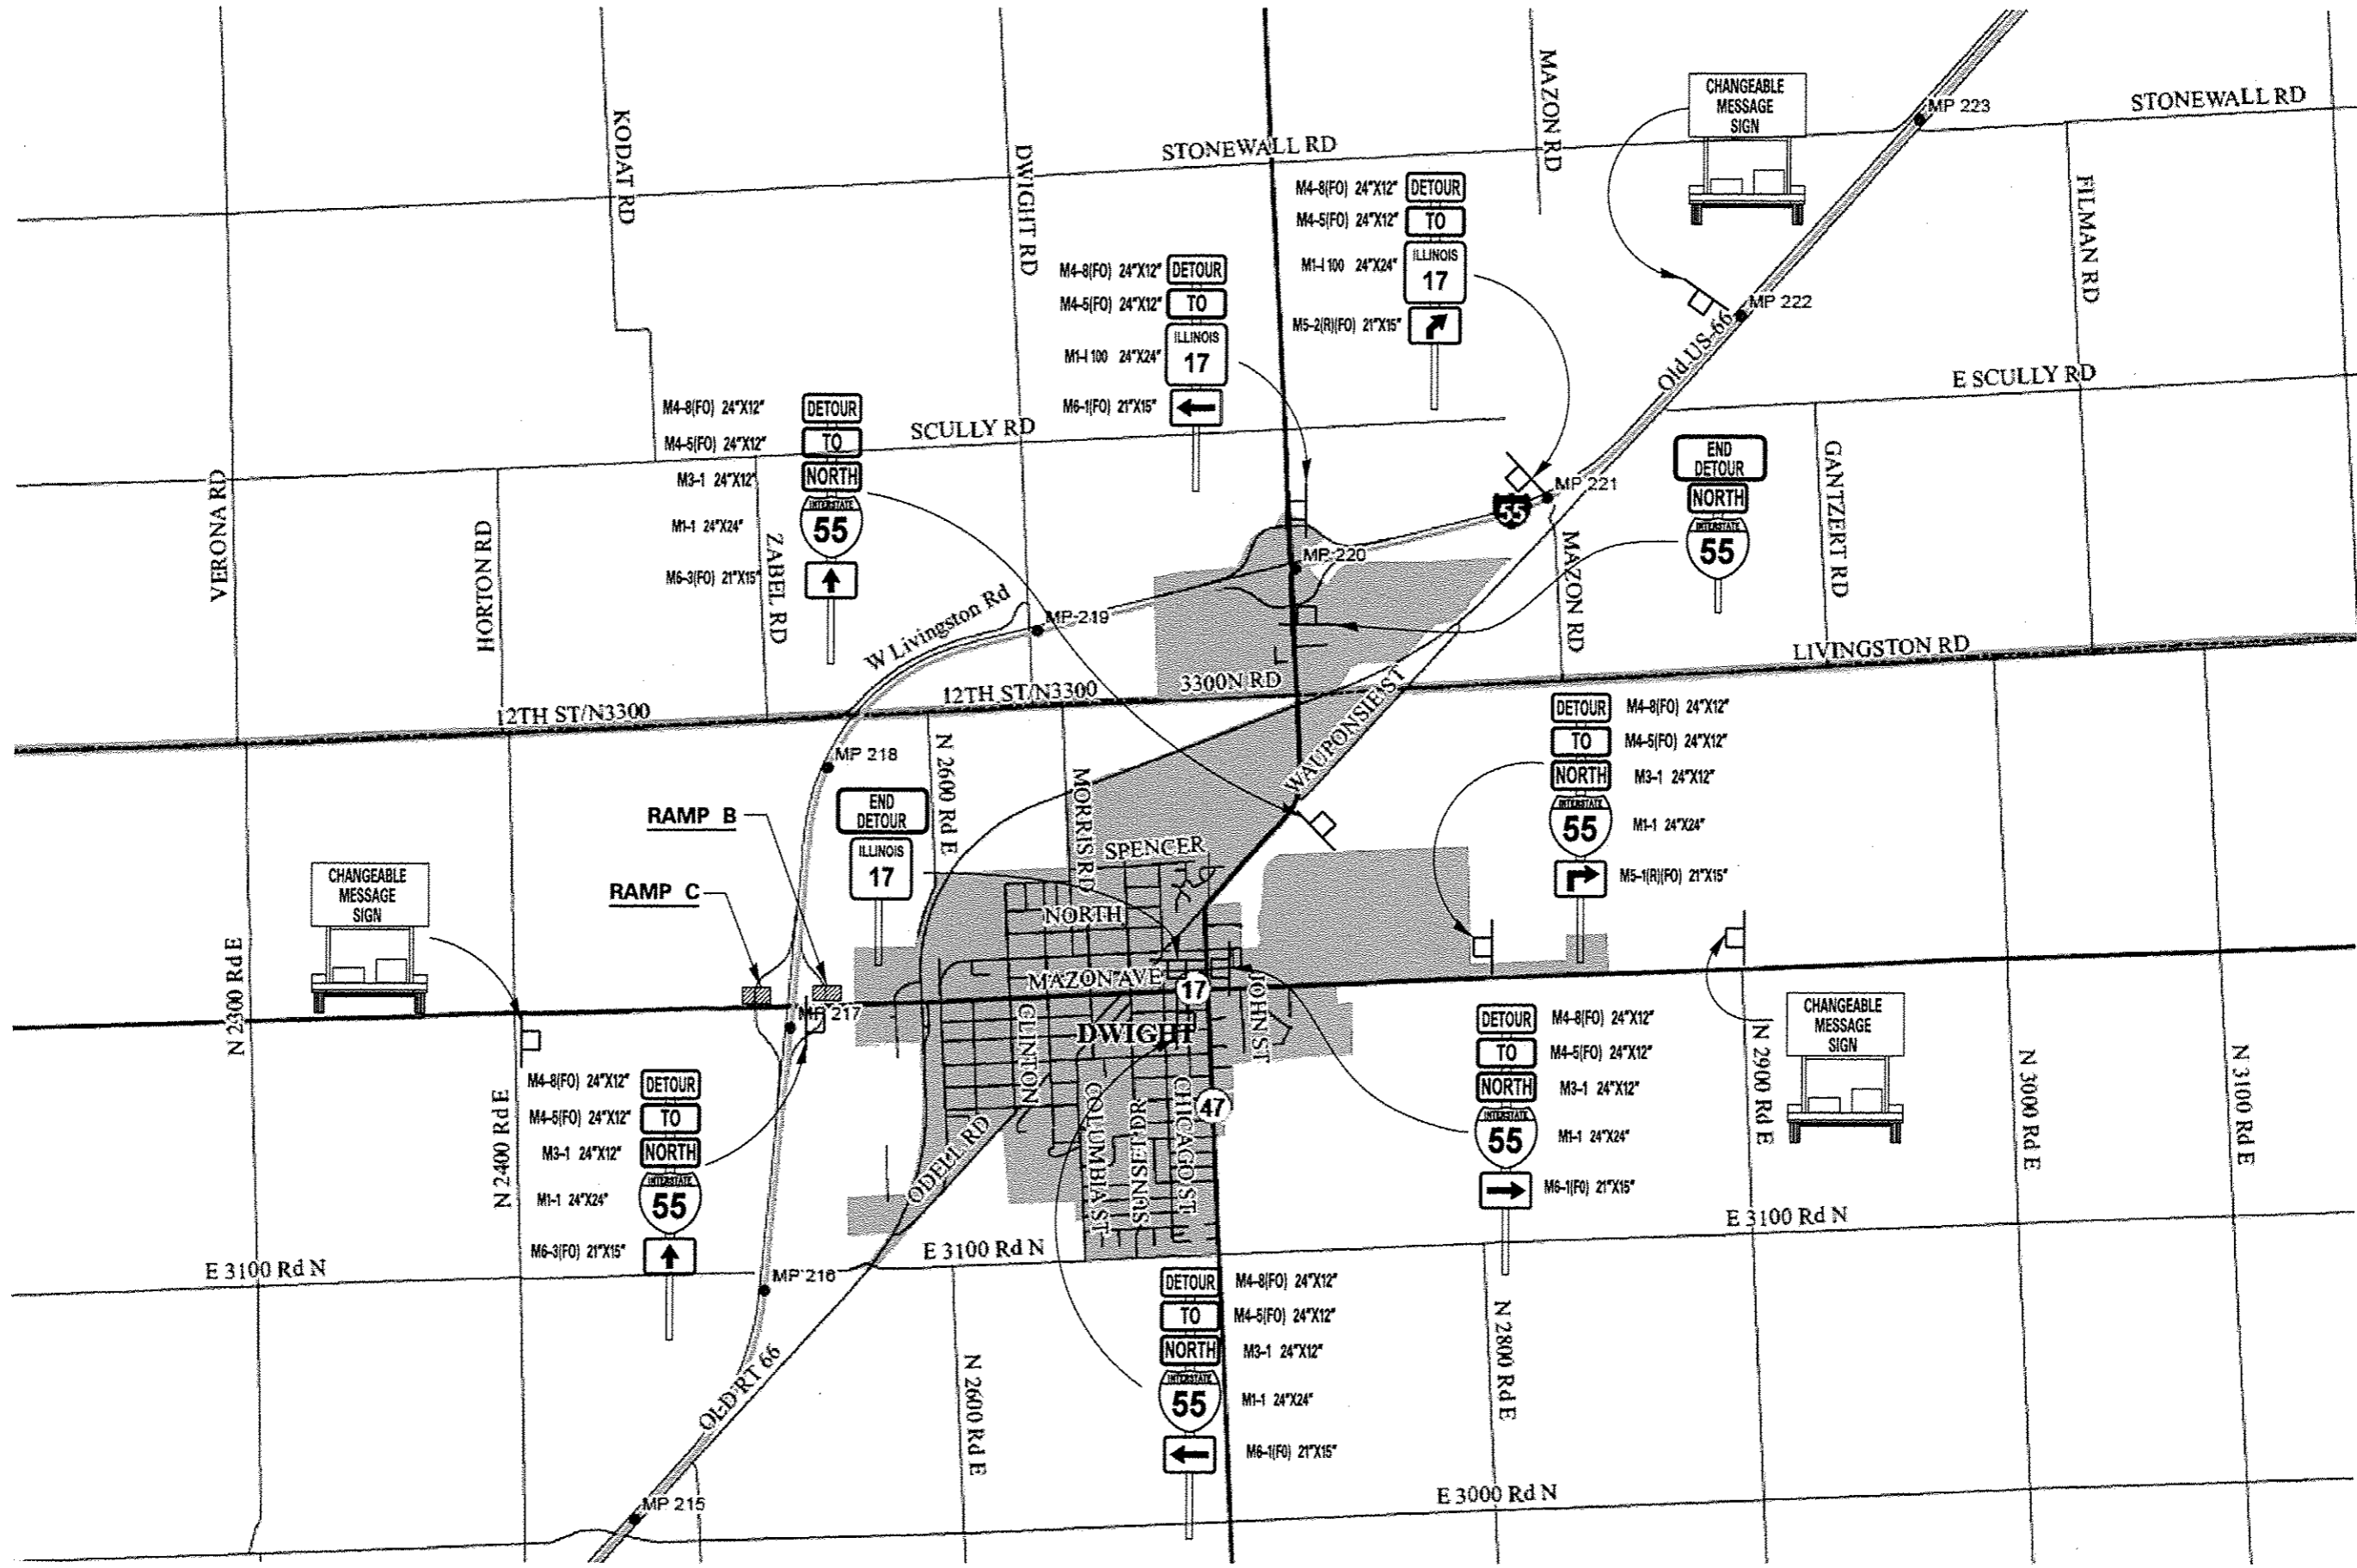 KODAT RD
DWIGHT RD
STONEWALL RD
MAZON RD
CHANGEABLE
MESSAGE
SIGN
MP 223
STONEWALL RD
FILMAN RD
M4-8(FO) 24"X12" DETOUR
M4-5(FO) 24"X12" TO
M1-I 100 24"X24" ILLINOIS
17
M5-2(R)(FO) 21"X15"
M4-8(FO) 24"X12" DETOUR
M4-5(FO) 24"X12" TO
M1-I 100 24"X24" ILLINOIS
17
M6-1(FO) 21"X15"
MP 222
Old US 66
E SCULLY RD
M4-8(FO) 24"X12" DETOUR
M4-5(FO) 24"X12" TO
M3-1 24"X12" NORTH
M1-1 24"X24" INTERSTATE
55
M6-3(FO) 21"X15"
SCULLY RD
VERONA RD
HORTON RD
ZABEL RD
55
MP 221
END
DETOUR
NORTH
INTERSTATE
55
GANTZERT RD
MAZON RD
MP 220
MP 219
W Livingston Rd
LIVINGSTON RD
12TH ST/N3300
12TH ST/N3300
3300N RD
WAUPONSIE ST
MP 218
N 2600 Rd E
MORRIS RD
DETOUR M4-8(FO) 24"X12"
TO M4-5(FO) 24"X12"
NORTH M3-1 24"X12"
INTERSTATE
55 M1-1 24"X24"
M5-1(R)(FO) 21"X15"
RAMP B
RAMP C
END
DETOUR
ILLINOIS
17
SPENCER
NORTH
CHANGEABLE
MESSAGE
SIGN
N 2300 Rd E
MAZON AVE
17
JOHN ST
MP 217
DWIGHT
CLINTON
47
COLUMBIA ST
SUNSET DR
CHICAGO ST
ODELL RD
N 2400 Rd E
M4-8(FO) 24"X12" DETOUR
M4-5(FO) 24"X12" TO
M3-1 24"X12" NORTH
M1-1 24"X24" INTERSTATE
55
M6-3(FO) 21"X15"
DETOUR M4-8(FO) 24"X12"
TO M4-5(FO) 24"X12"
NORTH M3-1 24"X12"
INTERSTATE
55 M1-1 24"X24"
M6-1(FO) 21"X15"
CHANGEABLE
MESSAGE
SIGN
N 2900 Rd E
N 3000 Rd E
N 3100 Rd E
E 3100 Rd N
E 3100 Rd N
E 3100 Rd N
MP 216
DETOUR M4-8(FO) 24"X12"
TO M4-5(FO) 24"X12"
NORTH M3-1 24"X12"
INTERSTATE
55 M1-1 24"X24"
M6-1(FO) 21"X15"
OLD RT 66
N 2600 Rd E
N 2800 Rd E
MP 215
E 3000 Rd N